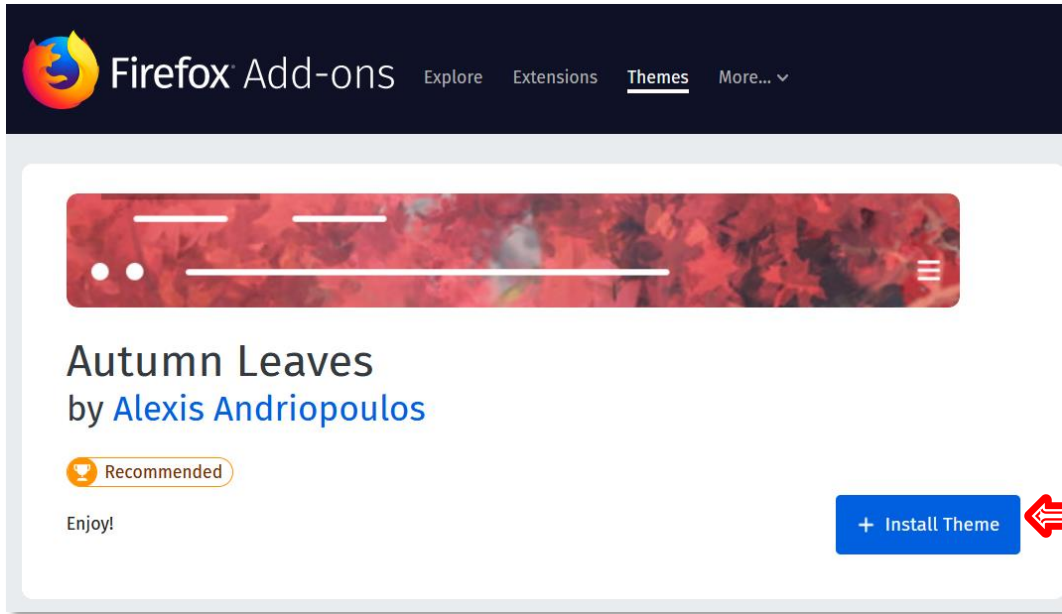 Firefox Add-ons Explore Extensions Themes More...
Autumn Leaves
by Alexis Andriopoulos
Recommended
Enjoy!
+ Install Theme